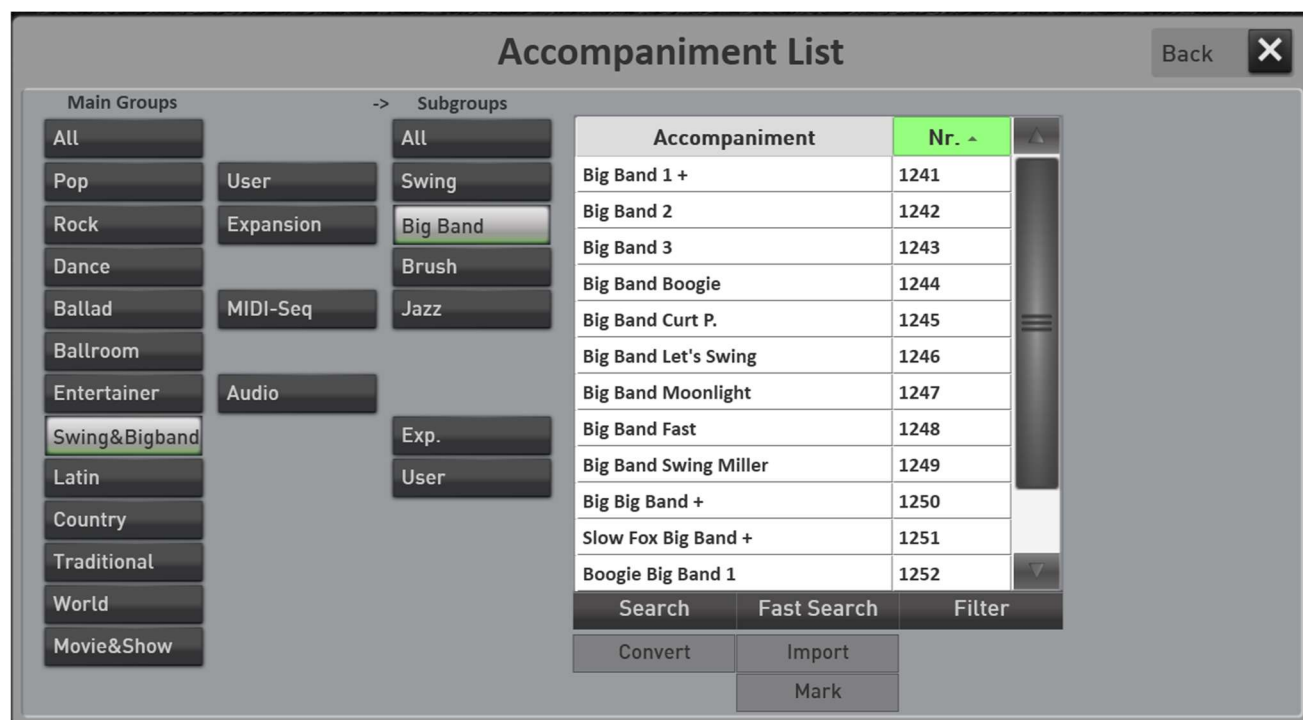 Accompaniment List
Back
Main Groups -> Subgroups
All
Pop
Rock
Dance
Ballad
Ballroom
Entertainer
Swing&Bigband
Latin
Country
Traditional
World
Movie&Show
User
Expansion
MIDI-Seq
Audio
All
Swing
Big Band
Brush
Jazz
Exp.
User
Accompaniment Nr.
Big Band 1 + 1241
Big Band 2 1242
Big Band 3 1243
Big Band Boogie 1244
Big Band Curt P. 1245
Big Band Let's Swing 1246
Big Band Moonlight 1247
Big Band Fast 1248
Big Band Swing Miller 1249
Big Big Band + 1250
Slow Fox Big Band + 1251
Boogie Big Band 1 1252
Search Fast Search Filter
Convert Import
Mark